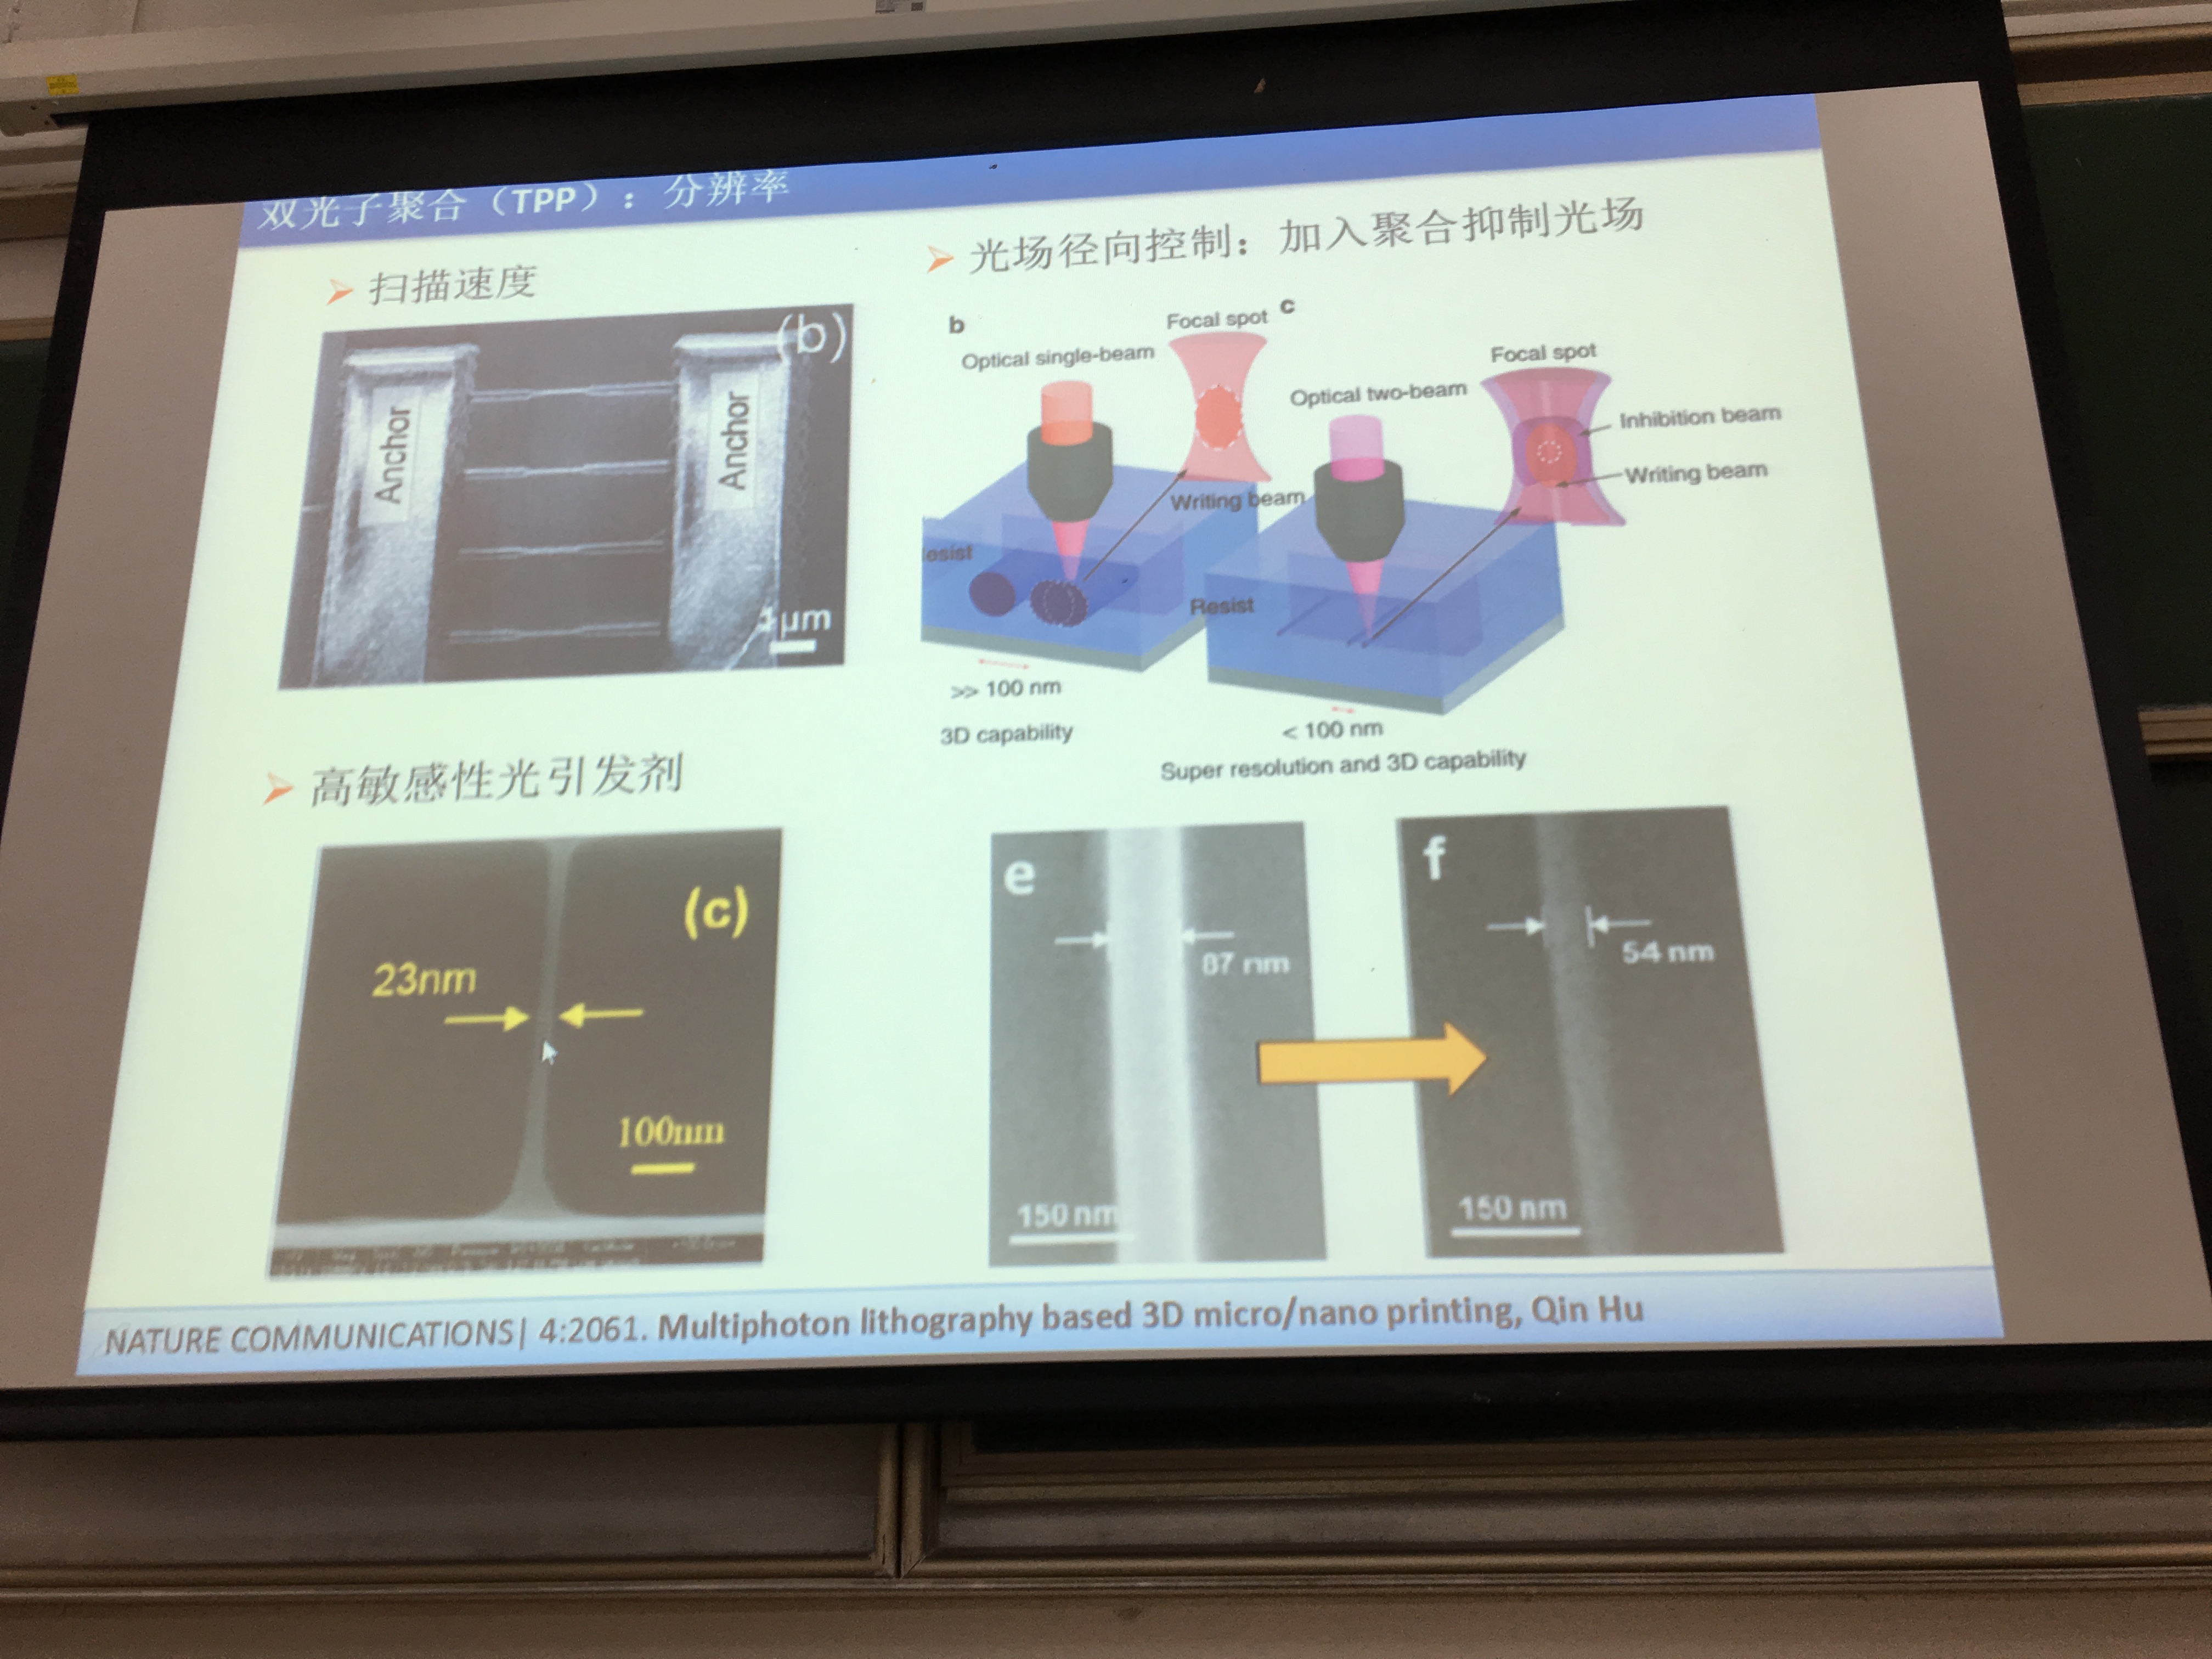 双光子聚合（TPP）：分辨率
扫描速度
(b)
Anchor
Anchor
µm
高敏感性光引发剂
(c)
23nm
100nm
光场径向控制：加入聚合抑制光场
b
Optical single-beam
Focal spot
Writing beam
esist
>> 100 nm
3D capability
c
Optical two-beam
Focal spot
Inhibition beam
Writing beam
Resist
< 100 nm
Super resolution and 3D capability
e
87 nm
150 nm
f
54 nm
150 nm
NATURE COMMUNICATIONS| 4:2061. Multiphoton lithography based 3D micro/nano printing, Qin Hu